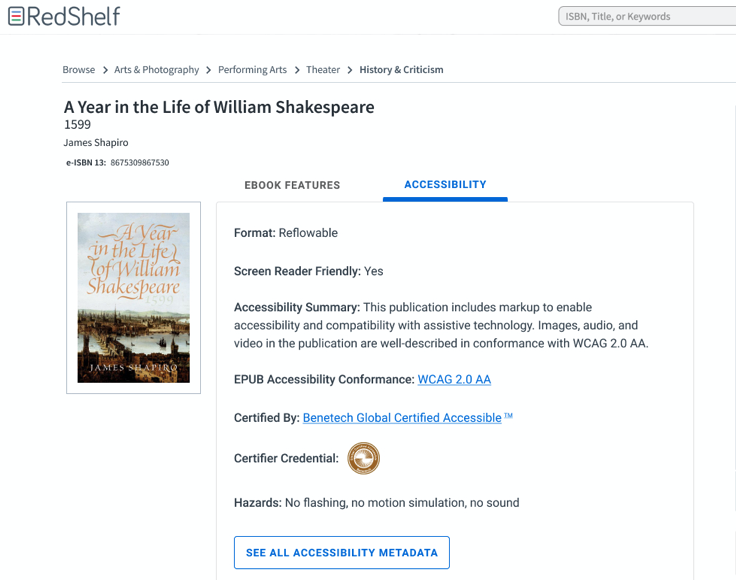 RedShelf
ISBN, Title, or Keywords
Browse > Arts & Photography > Performing Arts > Theater > History & Criticism
A Year in the Life of William Shakespeare
1599
James Shapiro
e-ISBN 13: 8675309867530
EBOOK FEATURES
ACCESSIBILITY
A Year
in the Life
of William
Shakespeare
1599
JAMES SHAPIRO
Format: Reflowable
Screen Reader Friendly: Yes
Accessibility Summary: This publication includes markup to enable
accessibility and compatibility with assistive technology. Images, audio, and
video in the publication are well-described in conformance with WCAG 2.0 AA.
EPUB Accessibility Conformance: WCAG 2.0 AA
Certified By: Benetech Global Certified Accessible ™
Certifier Credential:
Hazards: No flashing, no motion simulation, no sound
SEE ALL ACCESSIBILITY METADATA